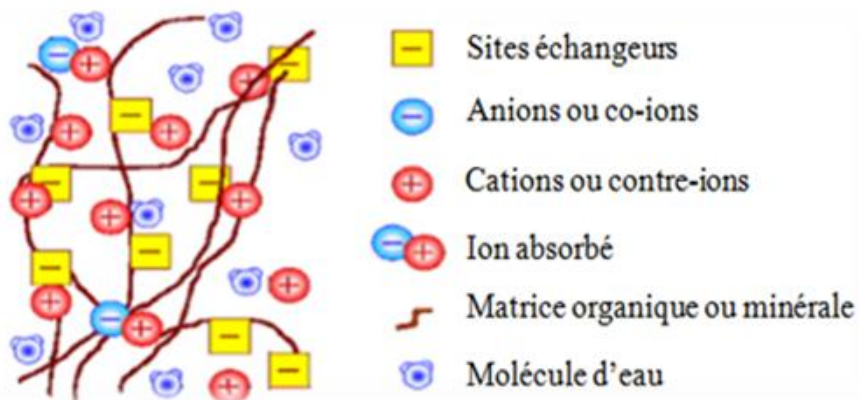 Sites échangeurs
Anions ou co-ions
Cations ou contre-ions
Ion absorbé
Matrice organique ou minérale
Molécule d'eau